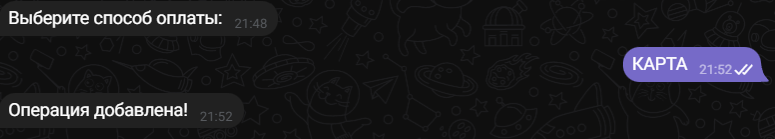 Выберите способ оплаты: 21:48
КАРТА 21:52
Операция добавлена! 21:52